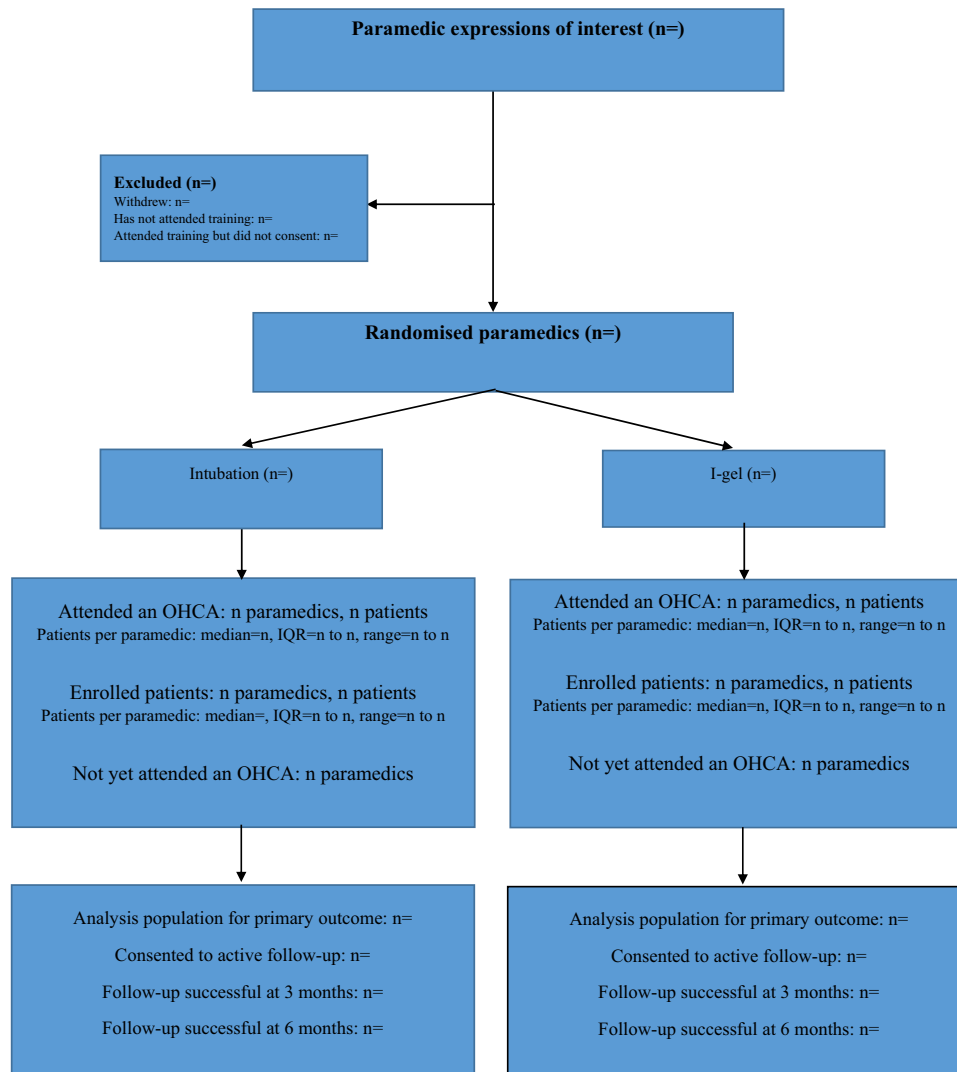 Paramedic expressions of interest (n=)
Excluded (n=)
Withdrew: n=
Has not attended training: n=
Attended training but did not consent: n=
Randomised paramedics (n=)
Intubation (n=)
I-gel (n=)
Attended an OHCA: n paramedics, n patients
Patients per paramedic: median=n, IQR=n to n, range=n to n
Enrolled patients: n paramedics, n patients
Patients per paramedic: median=, IQR=n to n, range=n to n
Not yet attended an OHCA: n paramedics
Attended an OHCA: n paramedics, n patients
Patients per paramedic: median=n, IQR=n to n, range=n to n
Enrolled patients: n paramedics, n patients
Patients per paramedic: median=n, IQR=n to n, range=n to n
Not yet attended an OHCA: n paramedics
Analysis population for primary outcome: n=
Consented to active follow-up: n=
Follow-up successful at 3 months: n=
Follow-up successful at 6 months: n=
Analysis population for primary outcome: n=
Consented to active follow-up: n=
Follow-up successful at 3 months: n=
Follow-up successful at 6 months: n=